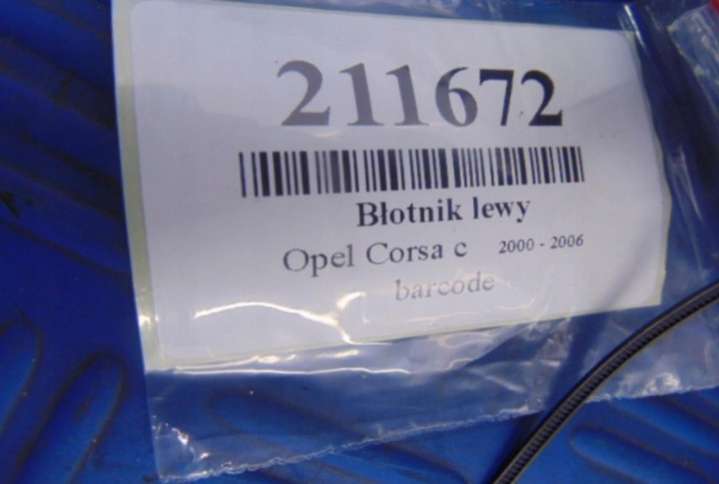 211672
Błotnik lewy
Opel Corsa c 2000 - 2006
barcode